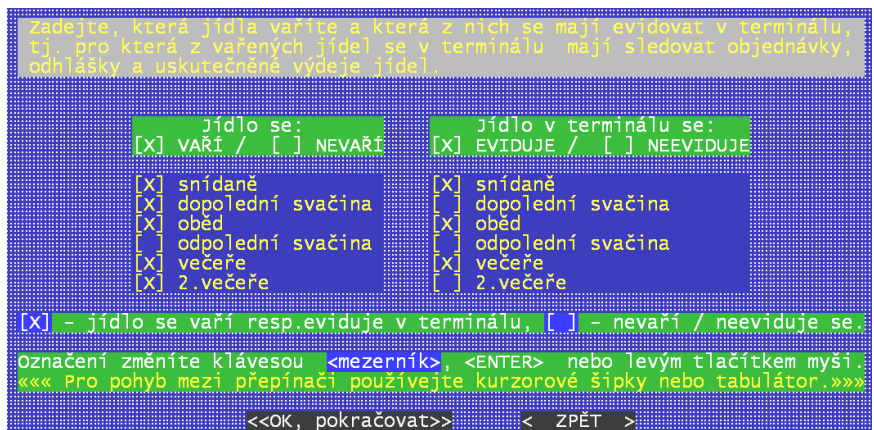 Zadejte, která jídla vaříte a která z nich se mají evidovat v terminálu,
tj. pro která z vařených jídel se v terminálu mají sledovat objednávky,
odhlášky a uskutečněné výdeje jídel.
Jídlo se:
[X] VAŘÍ / [ ] NEVAŘÍ
[X] snídaně
[X] dopolední svačina
[X] oběd
[ ] odpolední svačina
[X] večeře
[X] 2.večeře
Jídlo v terminálu se:
[X] EVIDUJE / [ ] NEEVIDUJE
[X] snídaně
[ ] dopolední svačina
[X] oběd
[ ] odpolední svačina
[X] večeře
[ ] 2.večeře
[X] – jídlo se vaří resp.eviduje v terminálu, [ ] – nevaří / neeviduje se.
Označení změníte klávesou <mezerník>, <ENTER> nebo levým tlačítkem myši.
««« Pro pohyb mezi přepínači používejte kurzorové šipky nebo tabulátor.»»»
<<OK, pokračovat>> < ZPĚT >